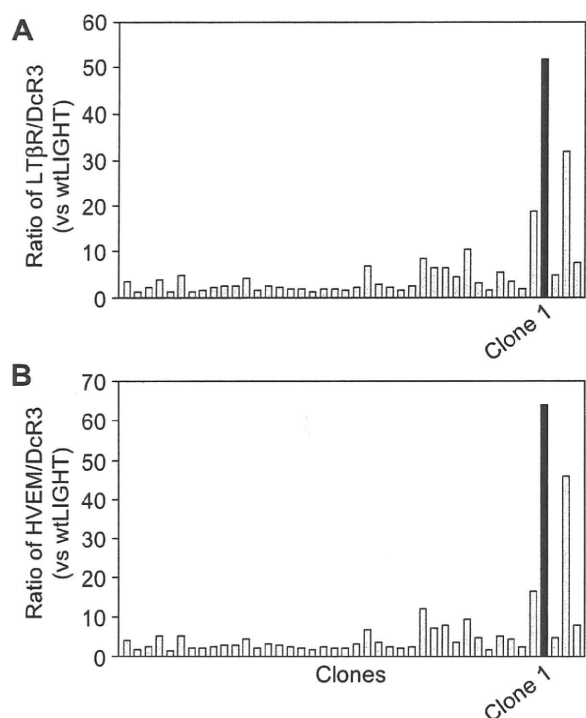 A
Ratio of LTβR/DcR3
(vs wtLIGHT)
60
50
40
30
20
10
0
Clone 1
B
Ratio of HVEM/DcR3
(vs wtLIGHT)
70
60
50
40
30
20
10
0
Clones
Clone 1